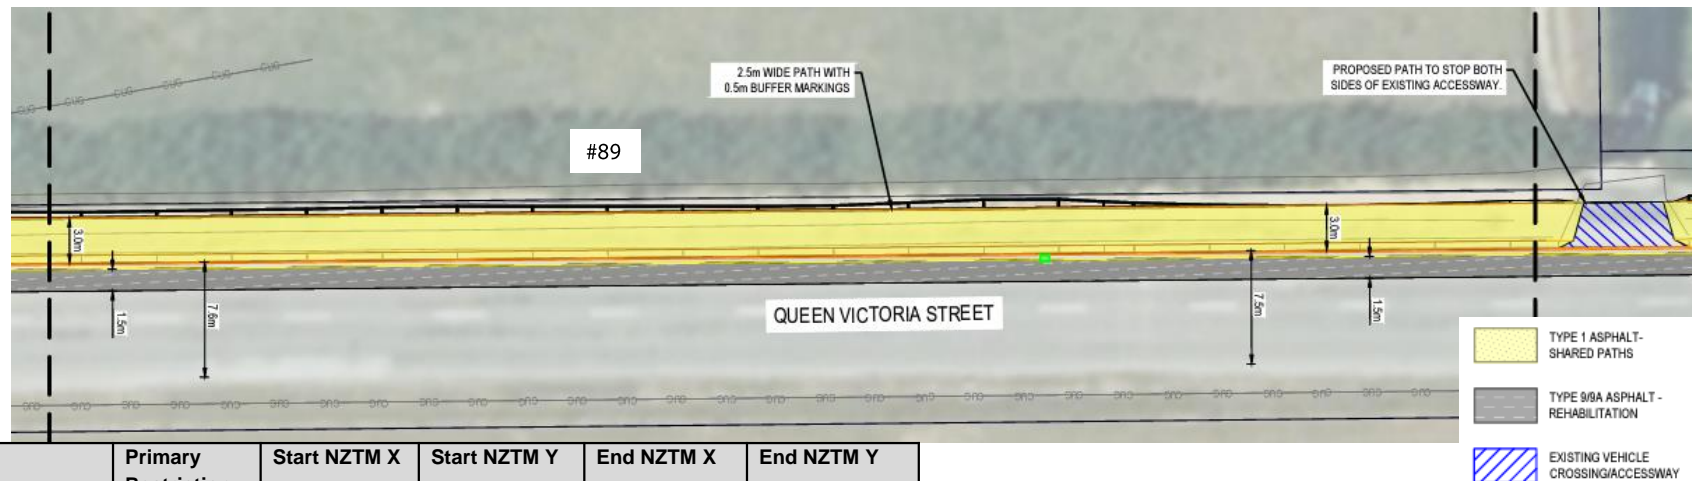 2.5m WIDE PATH WITH
0.5m BUFFER MARKINGS
PROPOSED PATH TO STOP BOTH
SIDES OF EXISTING ACCESSWAY.
#89
3.0m
3.0m
1.5m
7.6m
7.5m
1.5m
QUEEN VICTORIA STREET
TYPE 1 ASPHALT-
SHARED PATHS
TYPE 9/9A ASPHALT -
REHABILITATION
EXISTING VEHICLE
CROSSING/ACCESSWAY
Primary
Start NZTM X
Start NZTM Y
End NZTM X
End NZTM Y